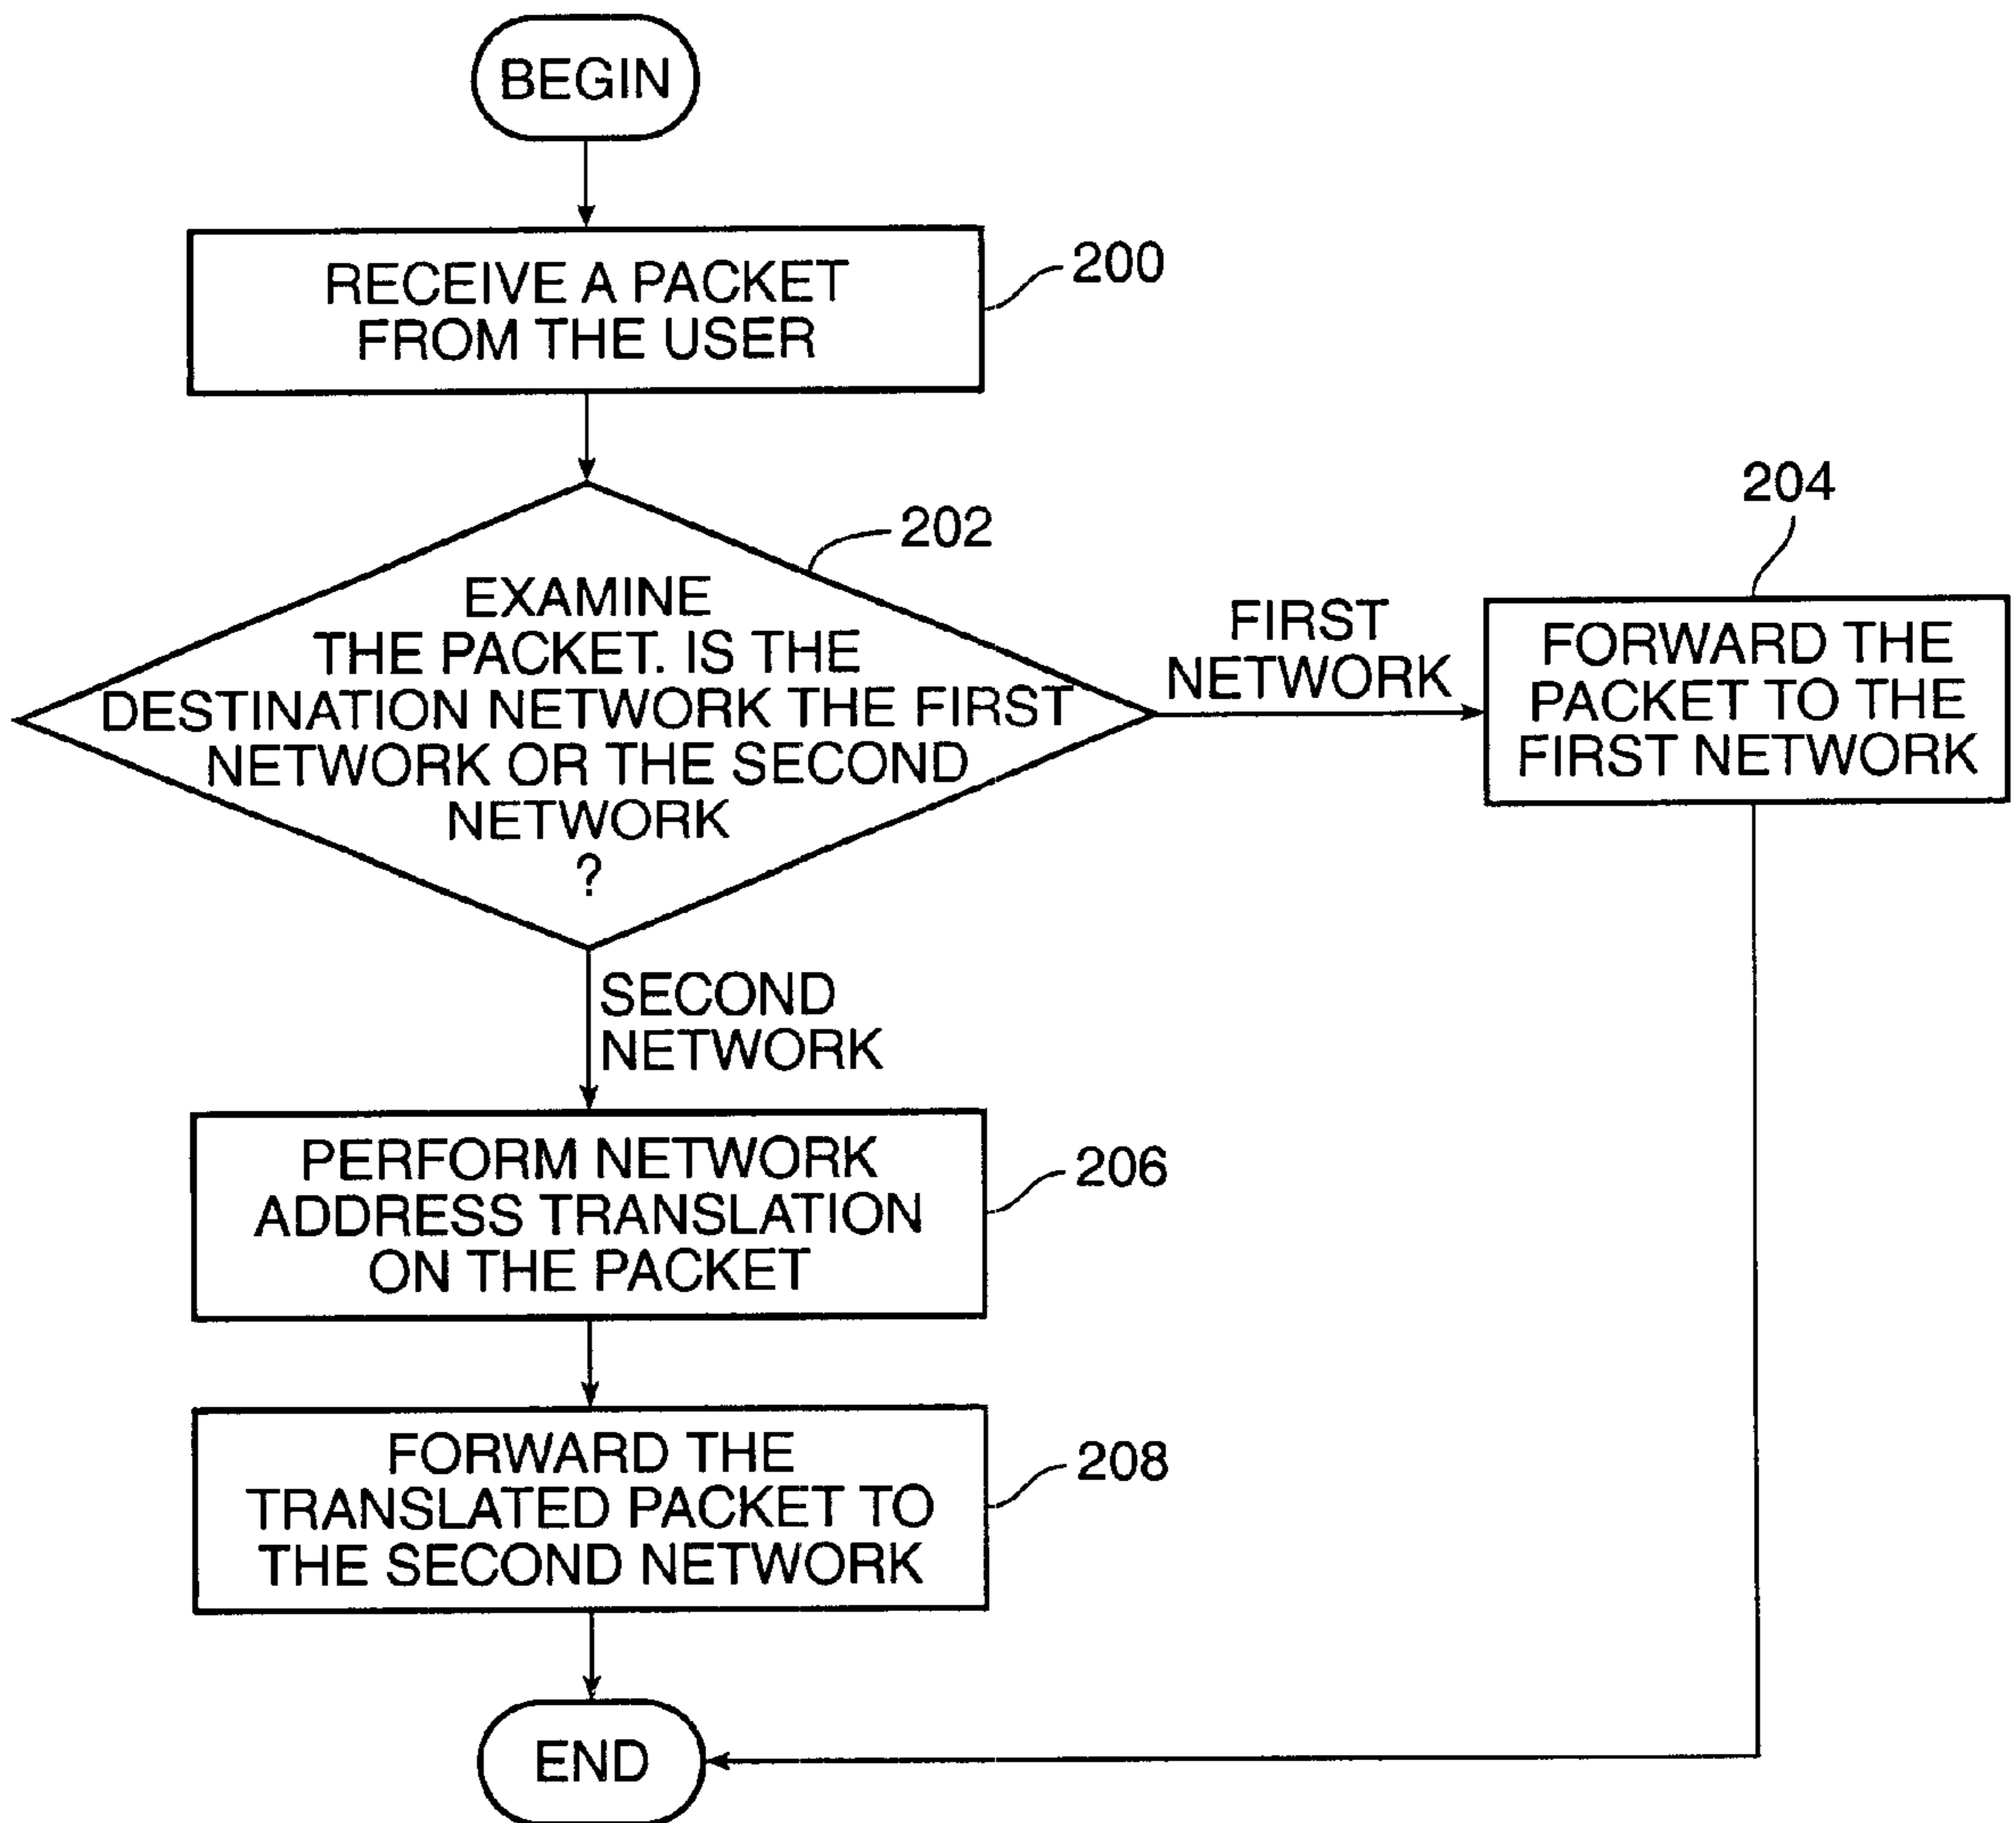 BEGIN
RECEIVE A PACKET
FROM THE USER
200
202
EXAMINE
THE PACKET. IS THE
DESTINATION NETWORK THE FIRST
NETWORK OR THE SECOND
NETWORK
?
FIRST
NETWORK
204
FORWARD THE
PACKET TO THE
FIRST NETWORK
SECOND
NETWORK
PERFORM NETWORK
ADDRESS TRANSLATION
ON THE PACKET
206
FORWARD THE
TRANSLATED PACKET TO
THE SECOND NETWORK
208
END